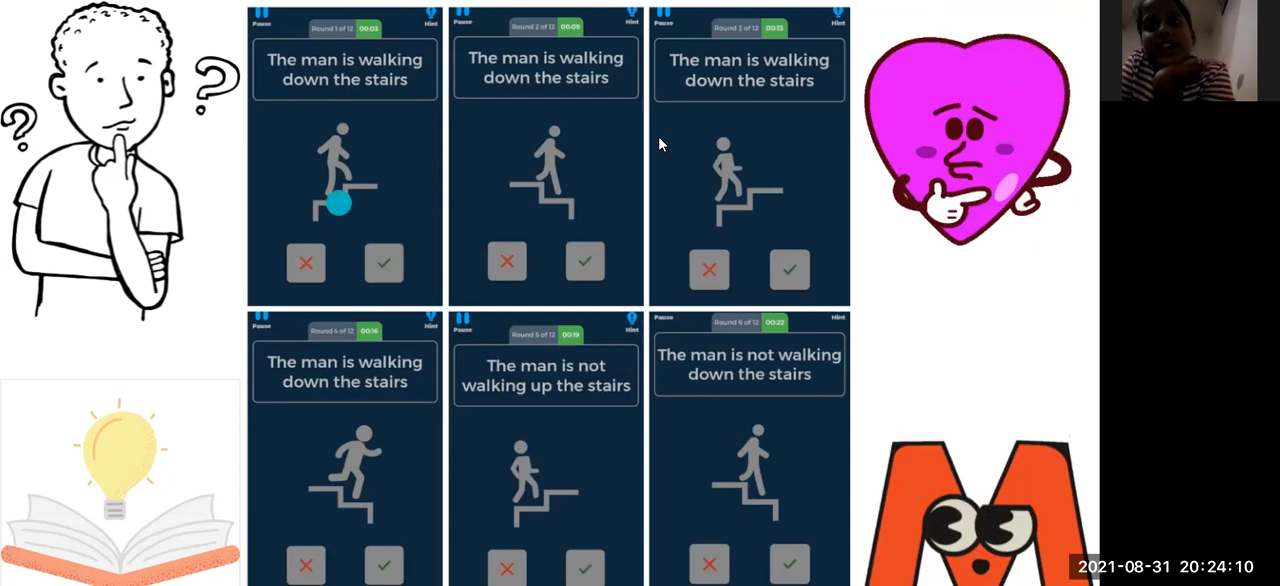 Pause
Round 1 of 12 00:03
Hint
The man is walking
down the stairs
Pause
Round 2 of 12 00:09
Hint
The man is walking
down the stairs
Pause
Round 3 of 12 00:13
Hint
The man is walking
down the stairs
Pause
Round 4 of 12 00:16
Hint
The man is walking
down the stairs
Pause
Round 5 of 12 00:19
Hint
The man is not
walking up the stairs
Pause
Round 6 of 12 00:22
Hint
The man is not walking
down the stairs
? ?
M
2021-08-31 20:24:10